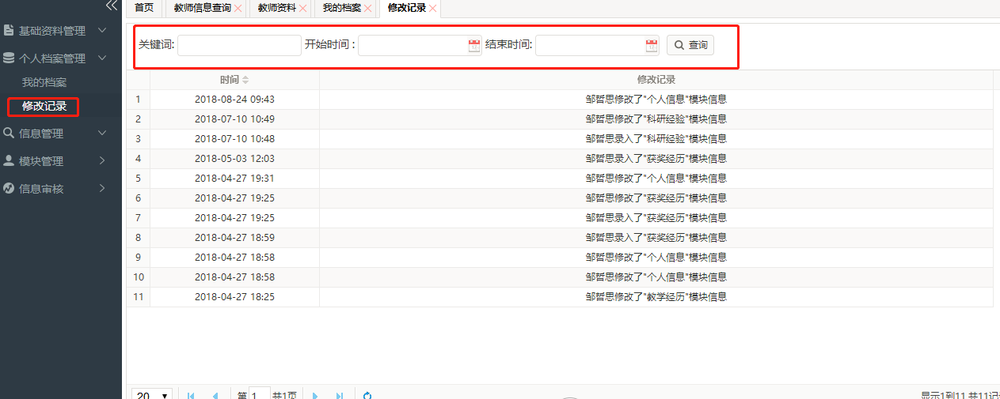 首页 教师信息查询 教师资料 我的档案 修改记录
基础资料管理
个人档案管理
我的档案
修改记录
信息管理
模块管理
信息审核
关键词: 开始时间 : 结束时间: 查询
时间 修改记录
1 2018-08-24 09:43 邹哲思修改了"个人信息"模块信息
2 2018-07-10 10:49 邹哲思修改了"科研经验"模块信息
3 2018-07-10 10:48 邹哲思录入了"科研经验"模块信息
4 2018-05-03 12:03 邹哲思录入了"获奖经历"模块信息
5 2018-04-27 19:31 邹哲思修改了"个人信息"模块信息
6 2018-04-27 19:25 邹哲思修改了"获奖经历"模块信息
7 2018-04-27 19:25 邹哲思录入了"获奖经历"模块信息
8 2018-04-27 18:59 邹哲思录入了"获奖经历"模块信息
9 2018-04-27 18:58 邹哲思修改了"个人信息"模块信息
10 2018-04-27 18:58 邹哲思修改了"个人信息"模块信息
11 2018-04-27 18:25 邹哲思修改了"教学经历"模块信息
20 第 1 共1页 显示1到11,共11记